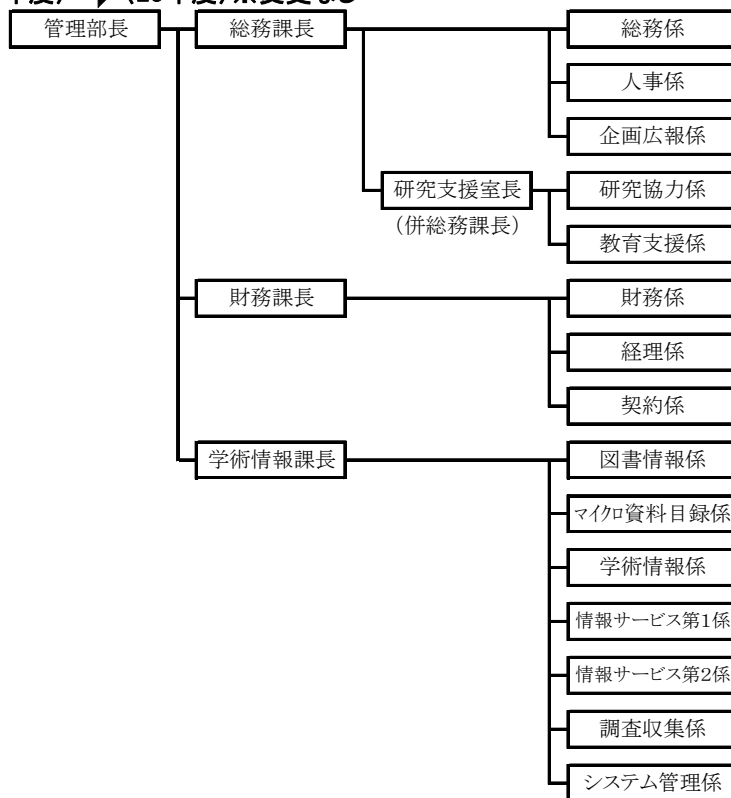 管理部長 総務課長 総務係
人事係
企画広報係
研究支援室長 研究協力係
(併総務課長)
教育支援係
財務課長 財務係
経理係
契約係
学術情報課長 図書情報係
マイクロ資料目録係
学術情報係
情報サービス第1係
情報サービス第2係
調査収集係
システム管理係